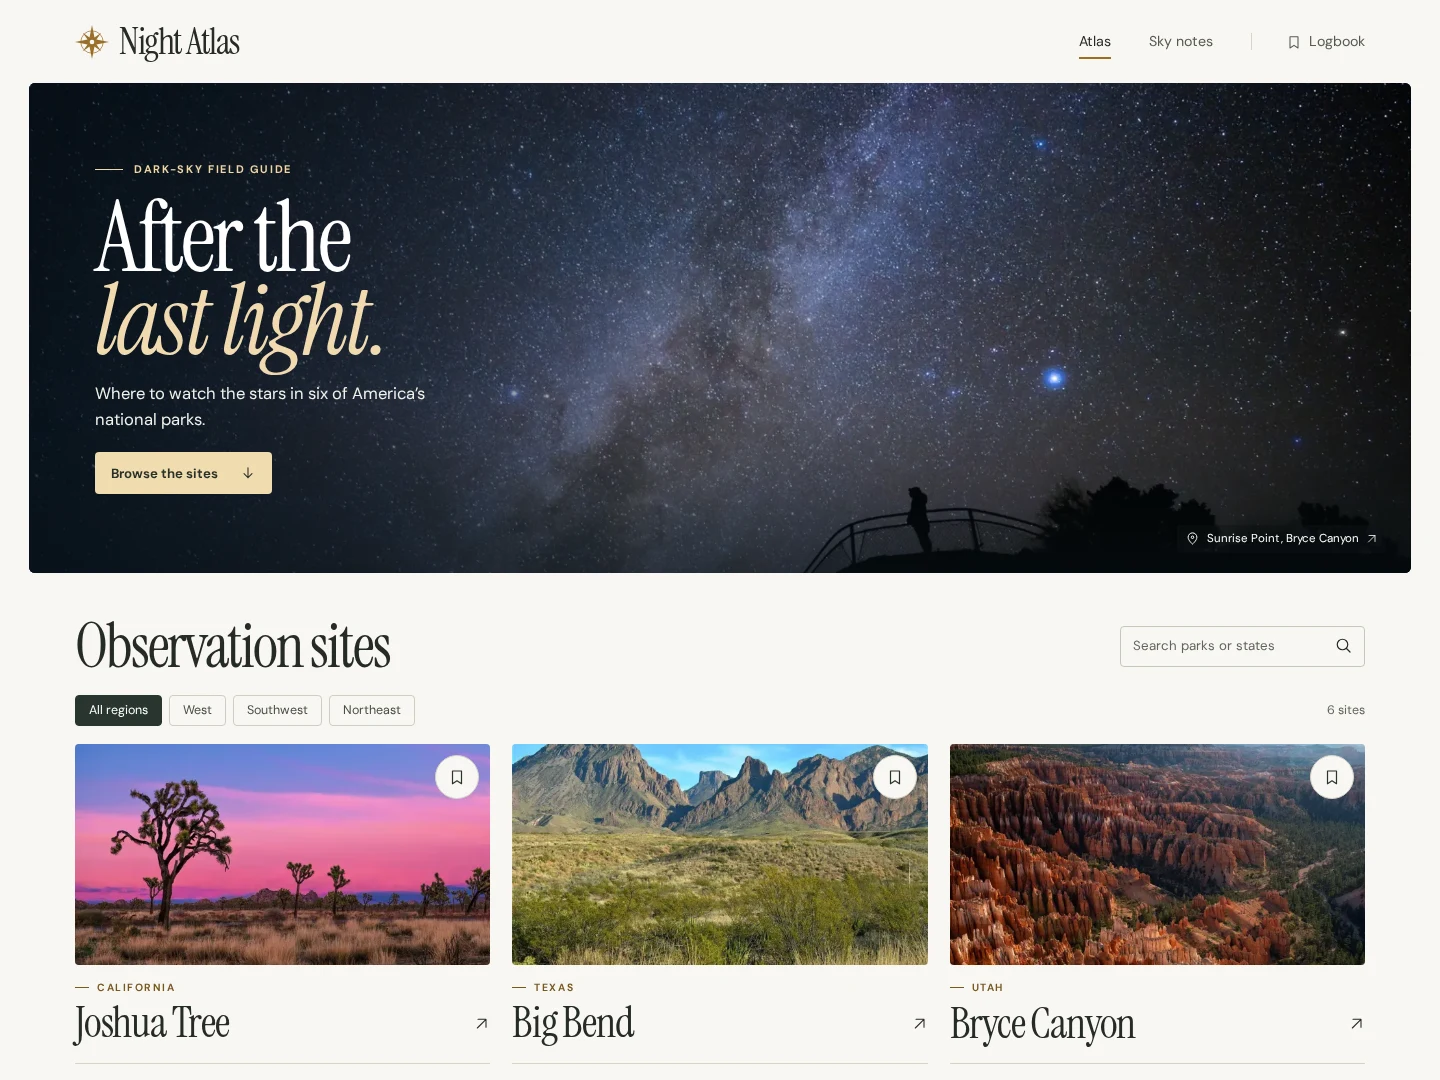 Night Atlas
Atlas
Sky notes
Logbook
DARK-SKY FIELD GUIDE
After the
last light.
Where to watch the stars in six of America’s
national parks.
Browse the sites
Sunrise Point, Bryce Canyon
Observation sites
Search parks or states
All regions
West
Southwest
Northeast
6 sites
CALIFORNIA
Joshua Tree
TEXAS
Big Bend
UTAH
Bryce Canyon